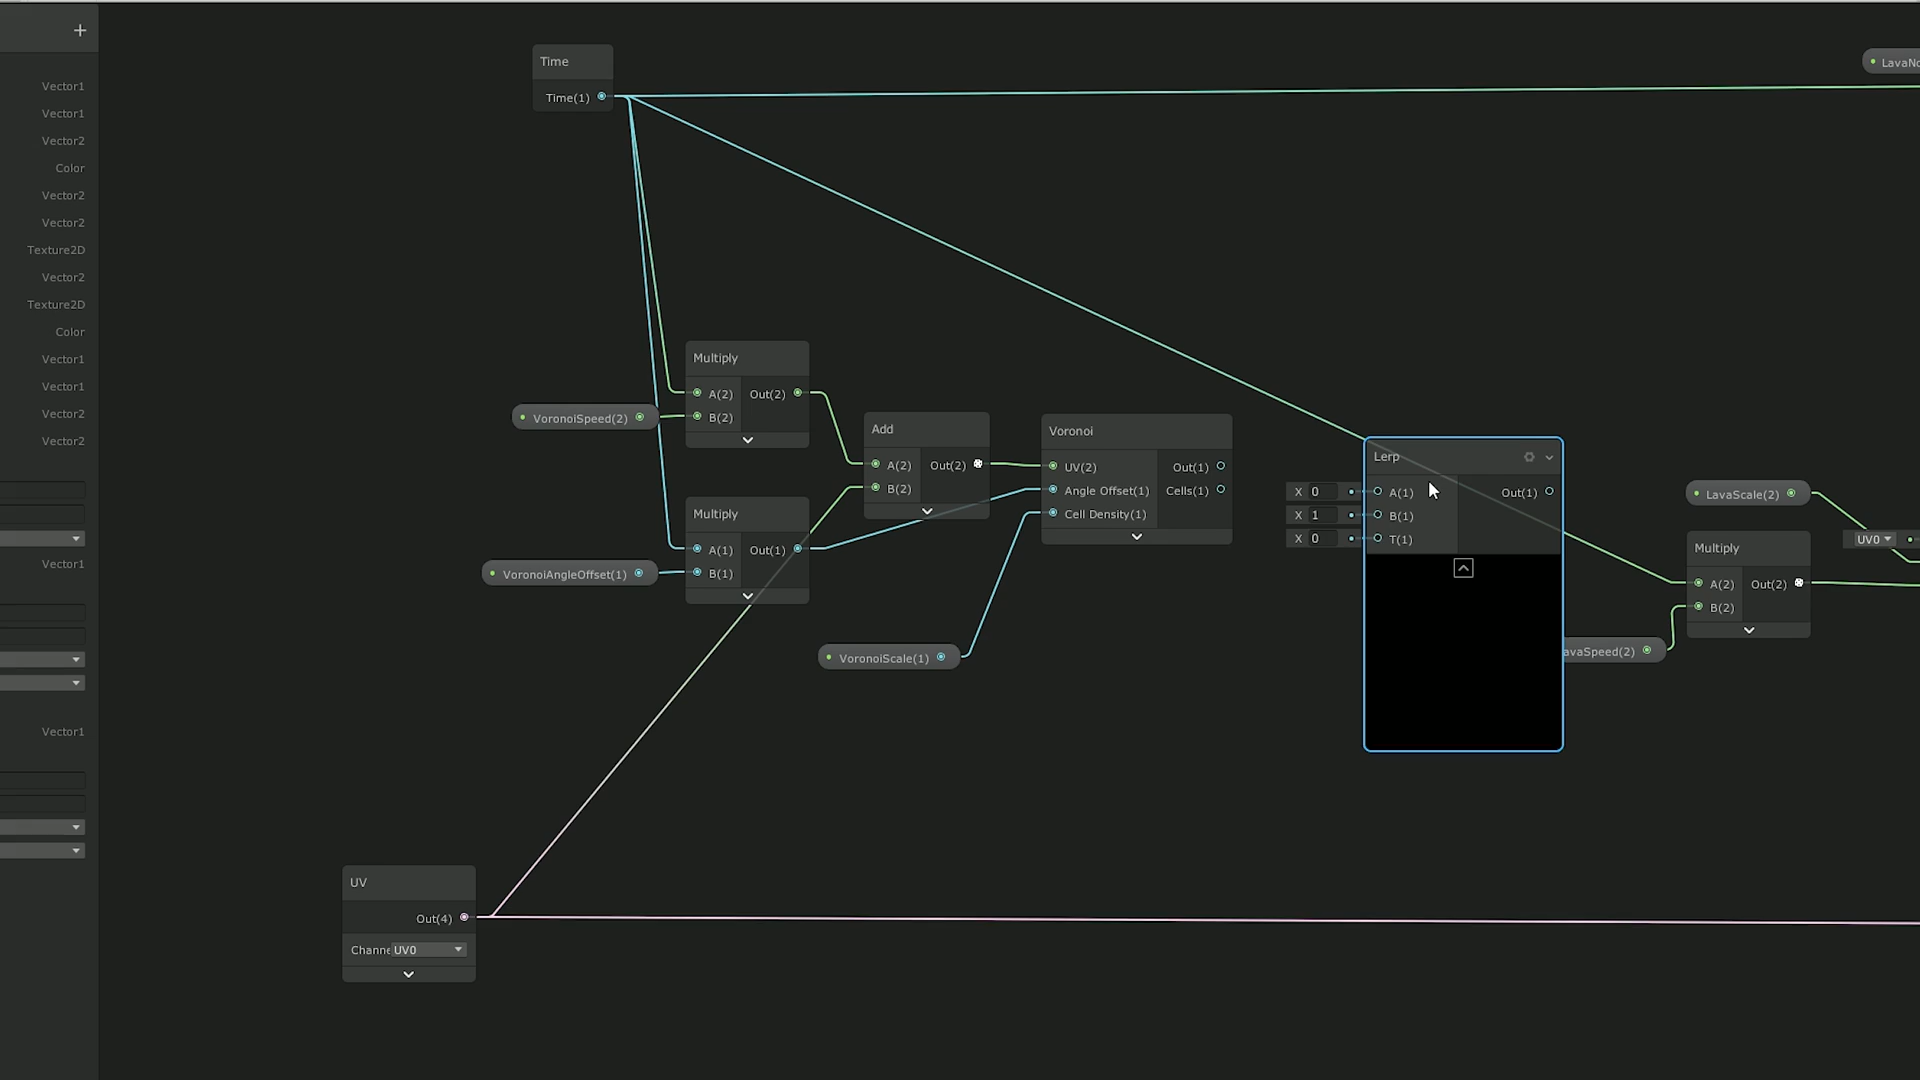 +
Vector1
Vector1
Vector2
Color
Vector2
Vector2
Texture2D
Vector2
Texture2D
Color
Vector1
Vector1
Vector2
Vector2
Vector1
Vector1
Time
Time(1)
LavaNo
Multiply
A(2) Out(2)
B(2)
VoronoiSpeed(2)
Add
A(2) Out(2)
B(2)
Voronoi
UV(2) Out(1)
Angle Offset(1) Cells(1)
Cell Density(1)
Multiply
A(1) Out(1)
B(1)
VoronoiAngleOffset(1)
VoronoiScale(1)
Lerp
X 0 A(1) Out(1)
X 1 B(1)
X 0 T(1)
LavaScale(2)
UV0
Multiply
A(2) Out(2)
B(2)
avaSpeed(2)
UV
Out(4)
Channe UV0